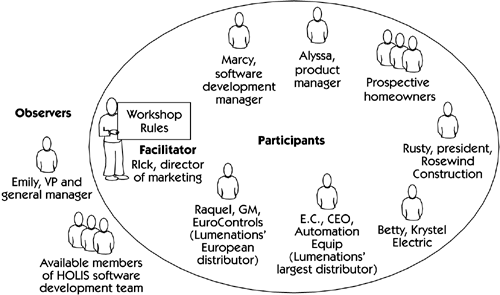 Marcy,
software
development
manager
Alyssa,
product
manager
Prospective
homeowners
Observers
Workshop
Rules
Facilitator
Rick, director
of marketing
Participants
Rusty, president,
Rosewind
Construction
Emily, VP and
general manager
Raquel, GM,
EuroControls
(Lumenations'
European
distributor)
E.C., CEO,
Automation
Equip
(Lumenations'
largest distributor)
Betty, Krystel
Electric
Available members
of HOLIS software
development team